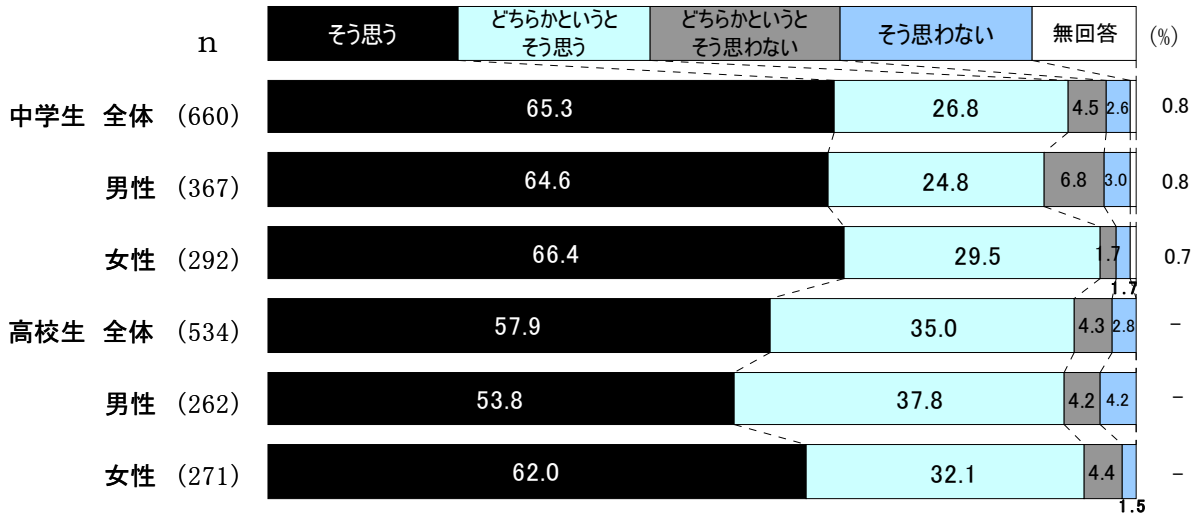 n そう思う どちらかというと そう思う どちらかというと そう思わない そう思わない 無回答 (%)
中学生 全体 (660) 65.3 26.8 4.5 2.6 0.8
男性 (367) 64.6 24.8 6.8 3.0 0.8
女性 (292) 66.4 29.5 1.7 1.7 0.7
高校生 全体 (534) 57.9 35.0 4.3 2.8 -
男性 (262) 53.8 37.8 4.2 4.2 -
女性 (271) 62.0 32.1 4.4 1.5 -